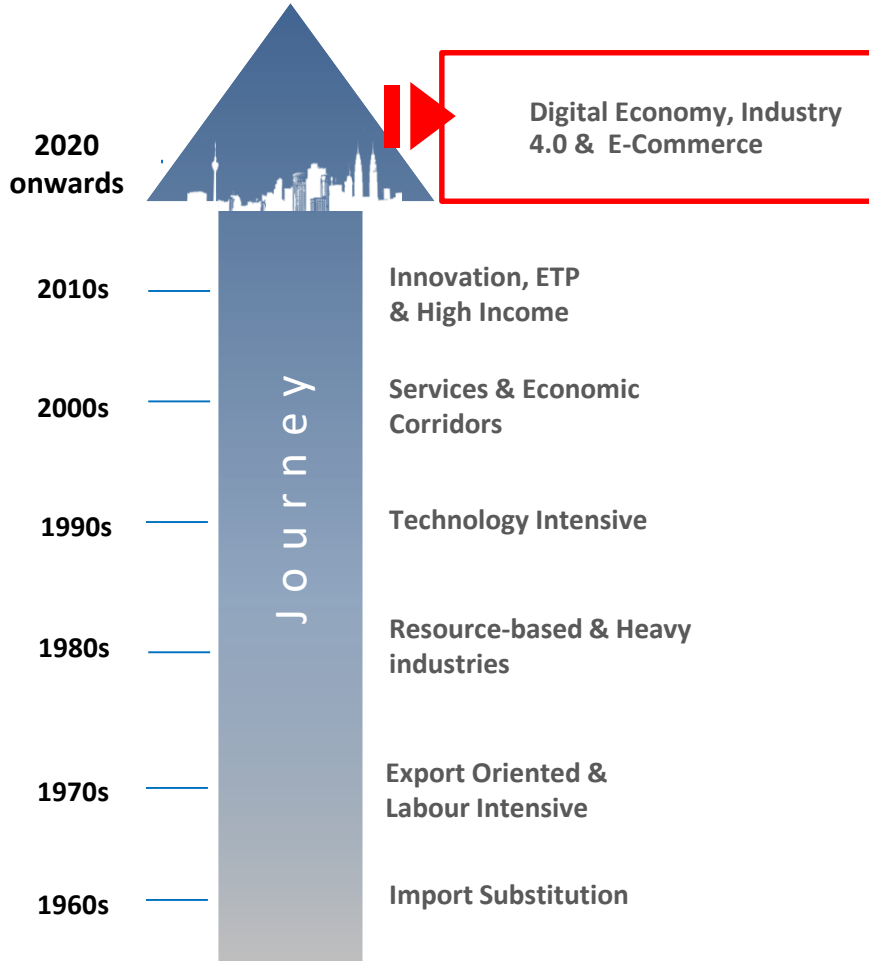 Digital Economy, Industry
4.0 & E-Commerce
2020
onwards
2010s
Innovation, ETP
& High Income
2000s
Services & Economic
Corridors
1990s
Technology Intensive
1980s
Resource-based & Heavy
industries
1970s
Export Oriented &
Labour Intensive
1960s
Import Substitution
Journey